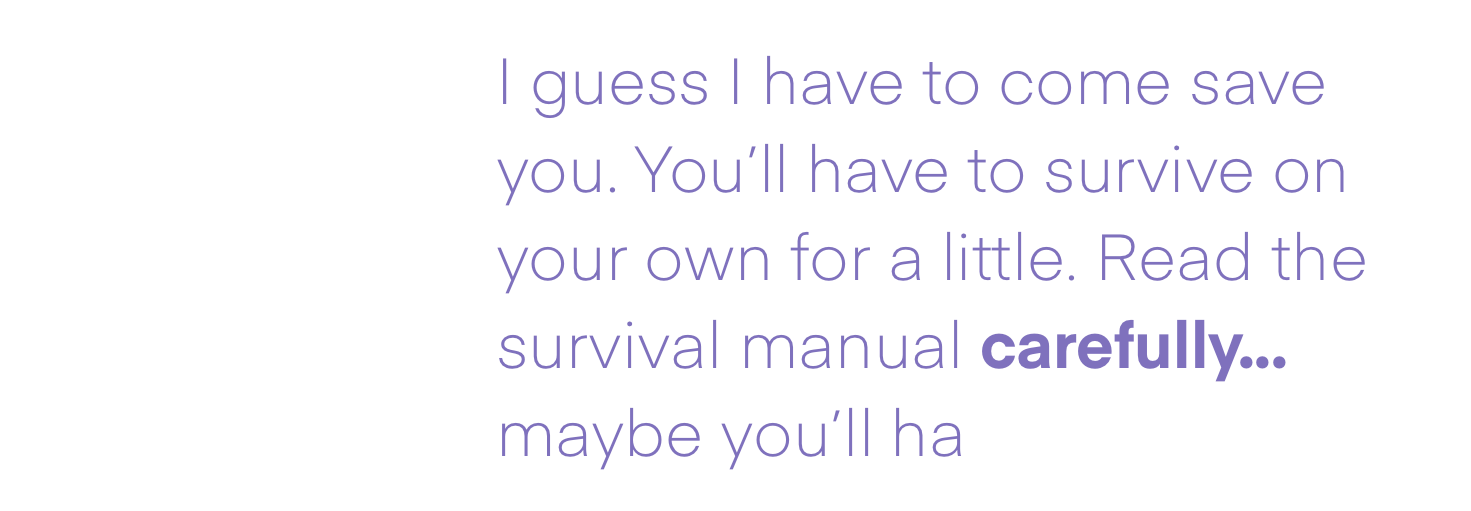 I guess I have to come save
you. You’ll have to survive on
your own for a little. Read the
survival manual carefully...
maybe you’ll ha